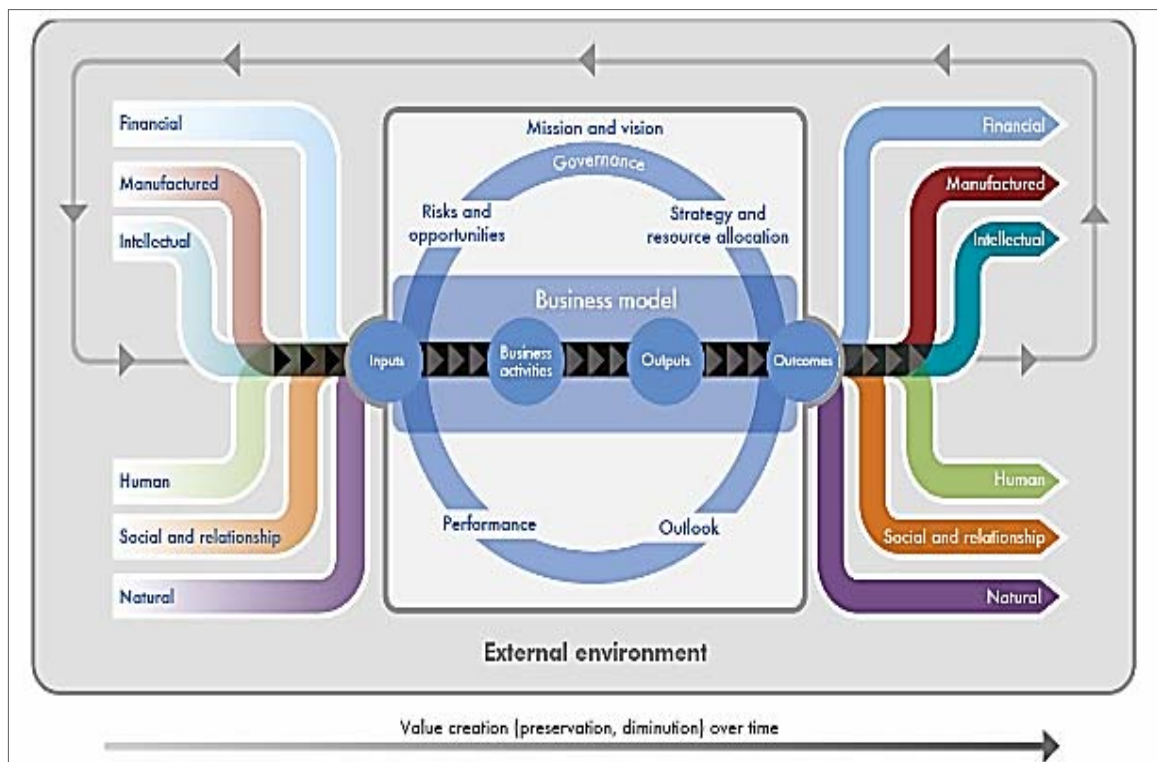 Financial
Manufactured
Intellectual
Human
Social and relationship
Natural
Mission and vision
Governance
Risks and
opportunities
Strategy and
resource allocation
Business model
Inputs
Business
activities
Outputs
Outcomes
Performance
Outlook
Financial
Manufactured
Intellectual
Human
Social and relationship
Natural
External environment
Value creation (preservation, diminution) over time